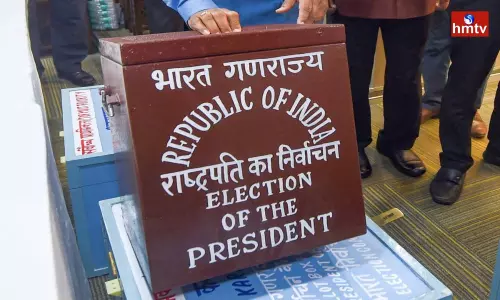 hmtv
भारत गणराज्य
REPUBLIC OF INDIA
राष्ट्रपति का निर्वाचन
ELECTION
OF THE
PRESIDENT